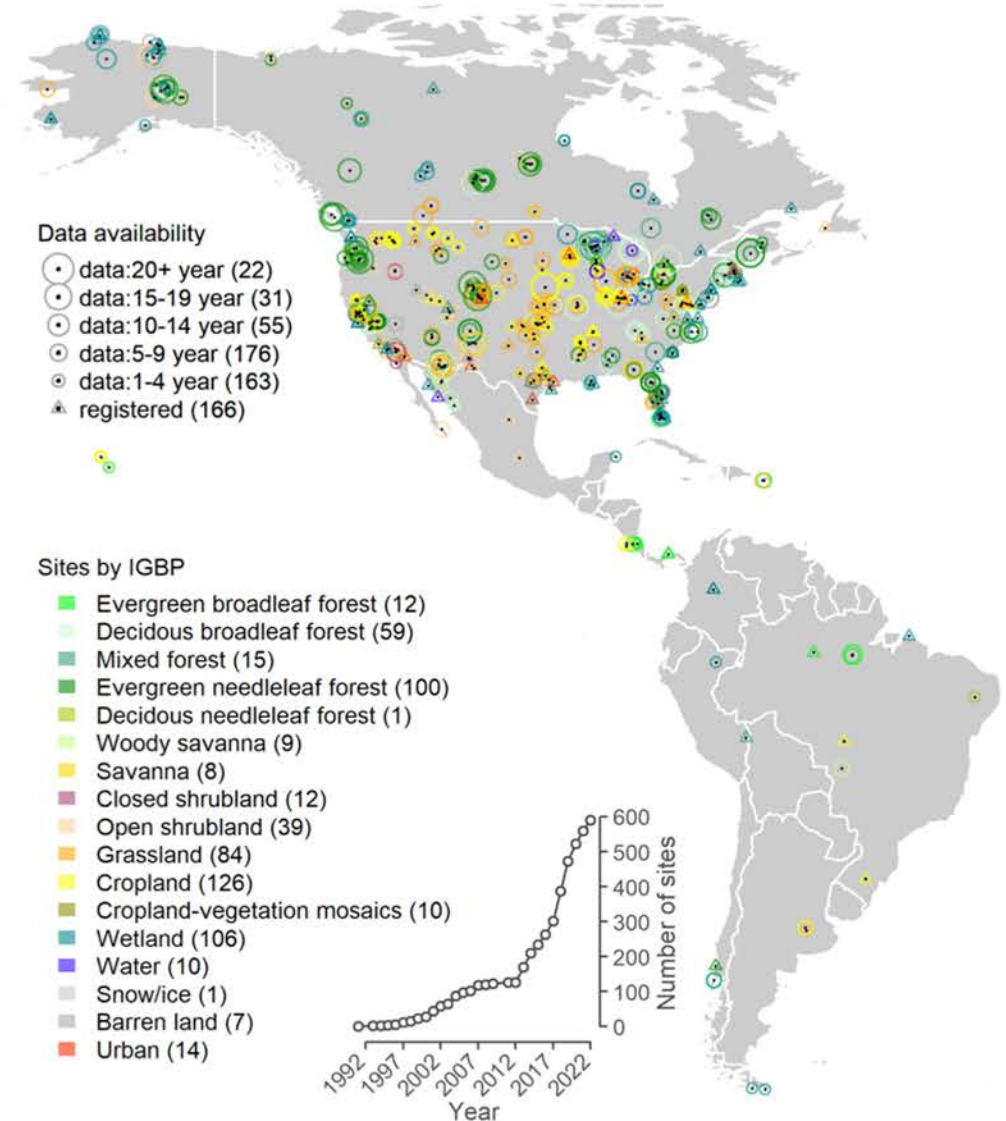 Data availability
data:20+ year (22)
data:15-19 year (31)
data:10-14 year (55)
data:5-9 year (176)
data:1-4 year (163)
registered (166)
Sites by IGBP
Evergreen broadleaf forest (12)
Decidous broadleaf forest (59)
Mixed forest (15)
Evergreen needleleaf forest (100)
Decidous needleleaf forest (1)
Woody savanna (9)
Savanna (8)
Closed shrubland (12)
Open shrubland (39)
Grassland (84)
Cropland (126)
Cropland-vegetation mosaics (10)
Wetland (106)
Water (10)
Snow/ice (1)
Barren land (7)
Urban (14)
600
500
400
300
200
100
0
Number of sites
1992
1997
2002
2007
2012
2017
2022
Year